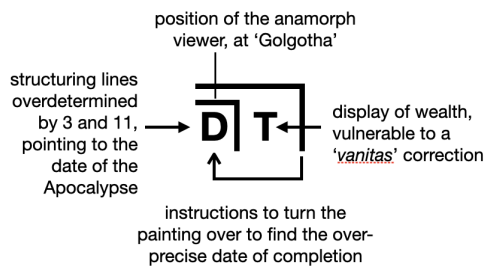 position of the anamorph
viewer, at ‘Golgotha’
structuring lines
overdetermined
by 3 and 11,
pointing to the
date of the
Apocalypse
D T
display of wealth,
vulnerable to a
‘vanitas’ correction
instructions to turn the
painting over to find the over-
precise date of completion